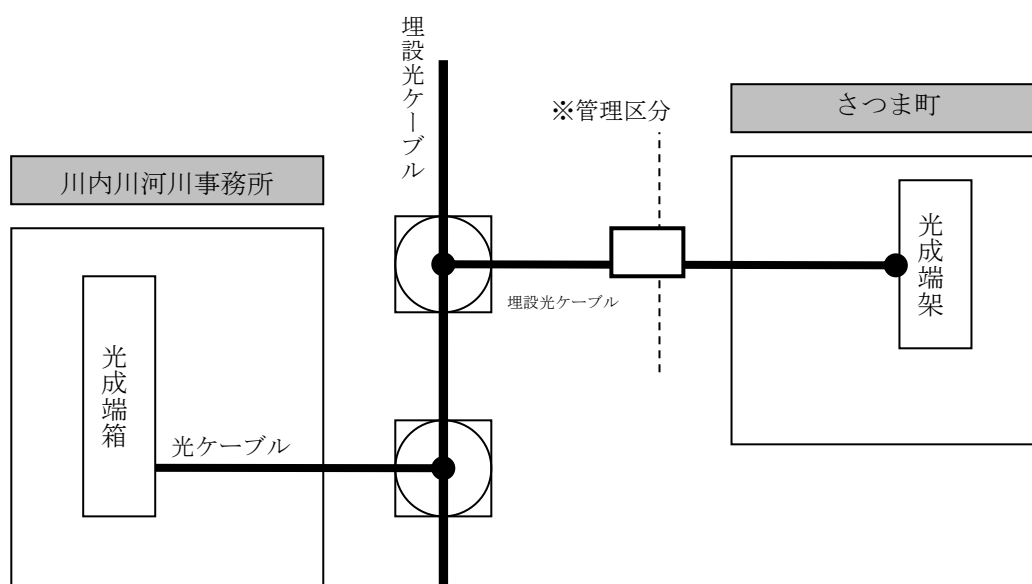 埋設光ケーブル
※管理区分
さつま町
川内川河川事務所
光成端架
埋設光ケーブル
光成端箱
光ケーブル